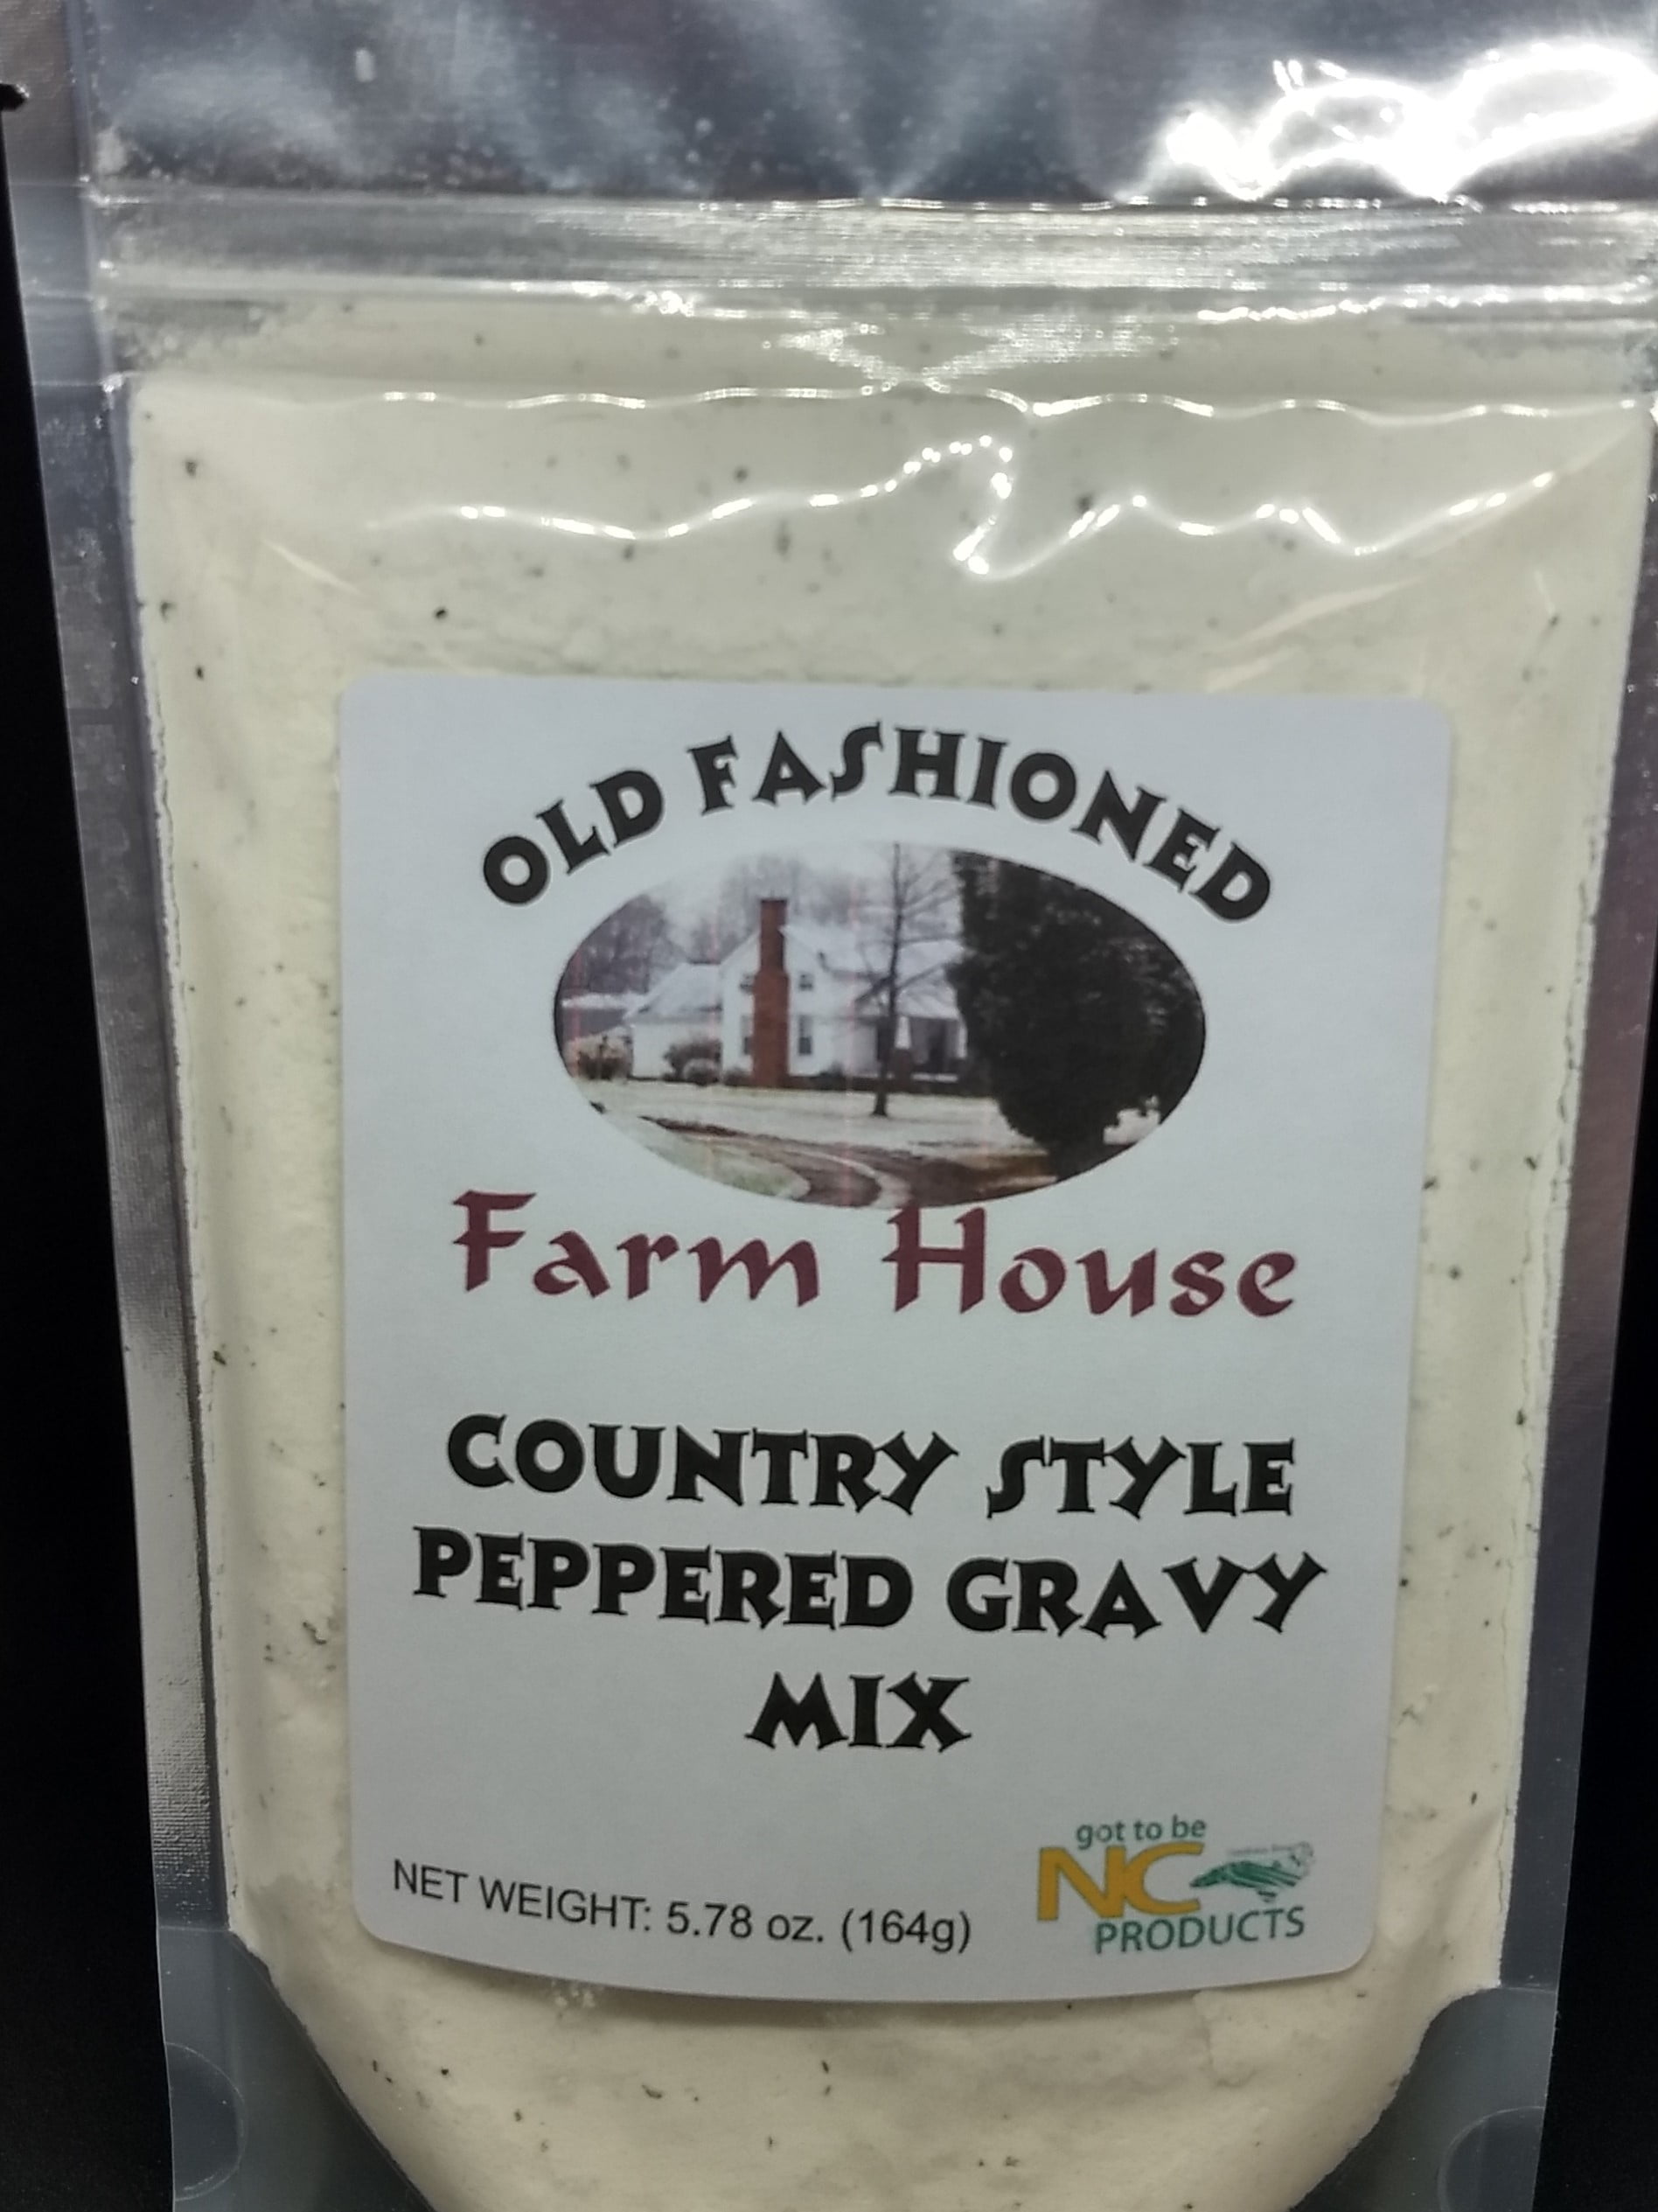 OLD FASHIONED
Farm House
COUNTRY STYLE
PEPPERED GRAVY
MIX
NET WEIGHT: 5.78 oz. (164g)
got to be
NC
PRODUCTS